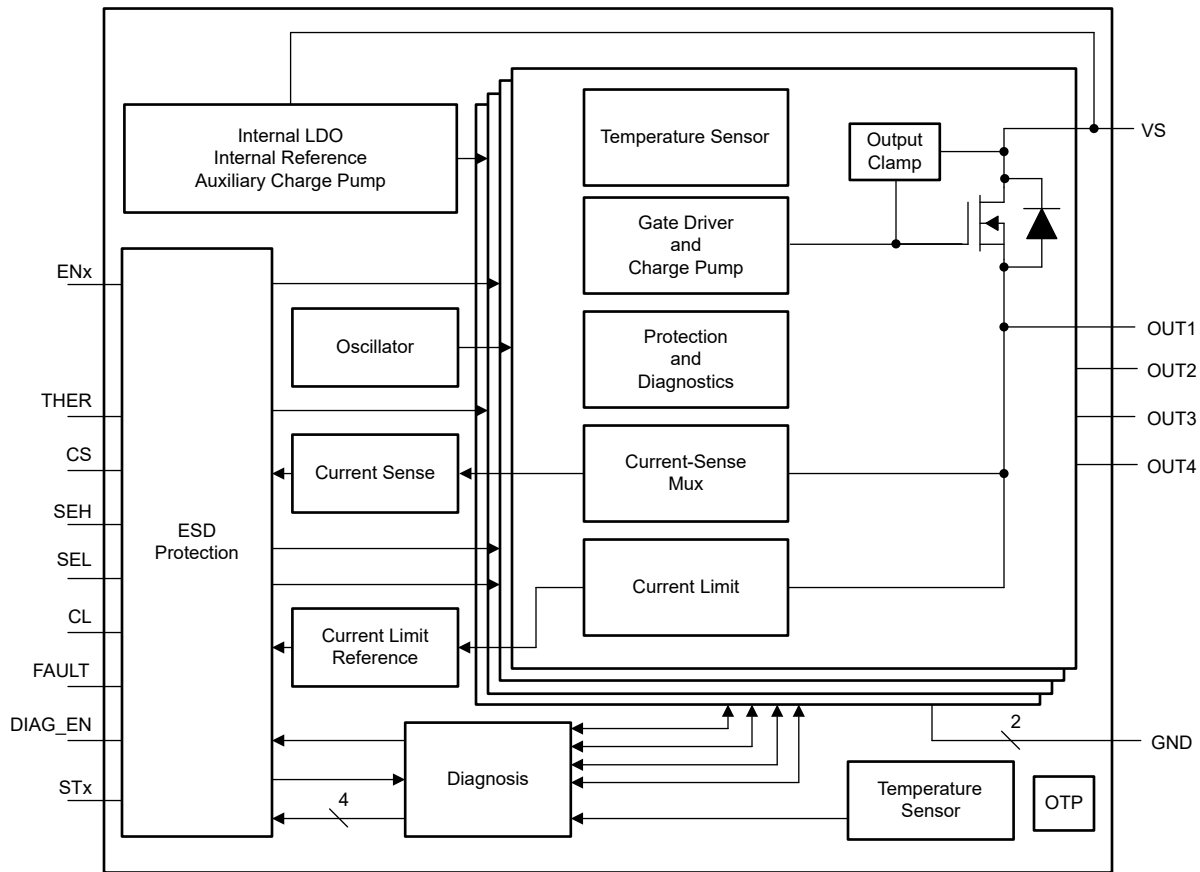 Internal LDO
Internal Reference
Auxiliary Charge Pump
Temperature Sensor
Output
Clamp
VS
Gate Driver
and
Charge Pump
ENx
Oscillator
Protection
and
Diagnostics
OUT1
OUT2
OUT3
OUT4
THER
CS
SEH
SEL
CL
FAULT
DIAG_EN
STx
ESD
Protection
Current Sense
Current-Sense
Mux
Current Limit
Current Limit
Reference
2
GND
Diagnosis
4
Temperature
Sensor
OTP